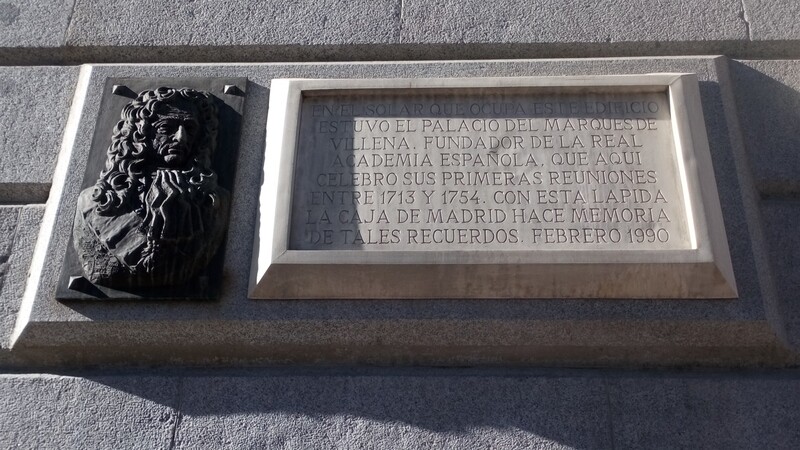 EN EL SOLAR QUE OCUPA ESTE EDIFICIO
ESTUVO EL PALACIO DEL MARQUES DE
VILLENA, FUNDADOR DE LA REAL
ACADEMIA ESPAÑOLA, QUE AQUI
CELEBRO SUS PRIMERAS REUNIONES
ENTRE 1713 Y 1754. CON ESTA LAPIDA
LA CAJA DE MADRID HACE MEMORIA
DE TALES RECUERDOS. FEBRERO 1990